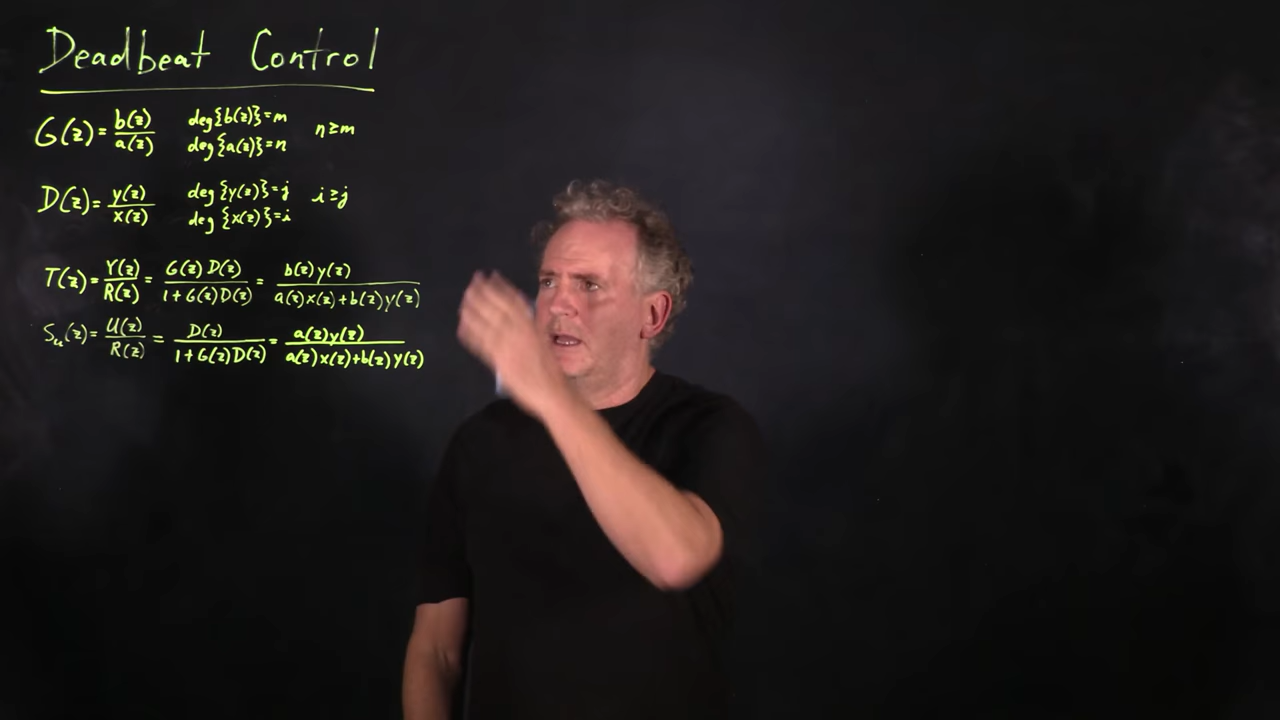 Deadbeat Control
G(z) = b(z)/a(z) deg{b(z)}=m deg{a(z)}=n n≥m
D(z) = y(z)/x(z) deg{y(z)}=j deg{x(z)}=i i≥j
T(z) = Y(z)/R(z) = G(z)D(z)/1+G(z)D(z) = b(z)y(z)/a(z)x(z)+b(z)y(z)
Su(z) = U(z)/R(z) = D(z)/1+G(z)D(z) = a(z)y(z)/a(z)x(z)+b(z)y(z)